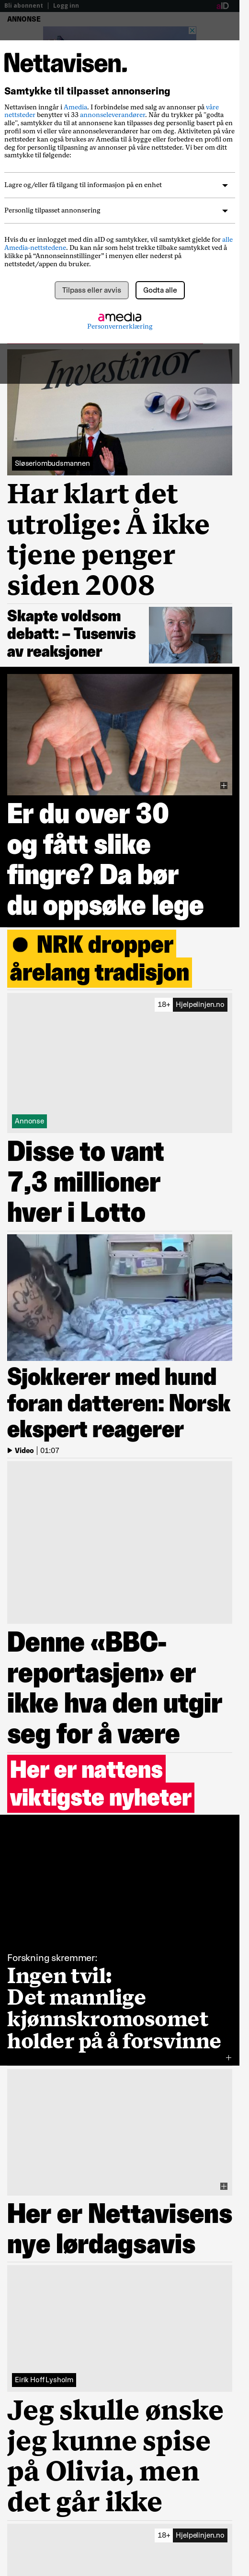 Bli abonnent
Logg inn
aID
ANNONSE
Nettavisen.
Samtykke til tilpasset annonsering
Nettavisen inngår i Amedia. I forbindelse med salg av annonser på våre
nettsteder benytter vi 33 annonseleverandører. Ved at du trykker på "godta
alle", samtykker du til at annonsene kan tilpasses deg personlig basert på en
profil som vi eller våre annonseleverandører har om deg. Aktiviteten på våre
nettsteder kan også benyttes av Amedia til å bygge eller forbedre en profil om
deg for personlig tilpasning av annonser på våre nettsteder. Vi ber om ditt
samtykke til følgende:
Lagre og/eller få tilgang til informasjon på en enhet
Personlig tilpasset annonsering
Hvis du er innlogget med din aID og samtykker, vil samtykket gjelde for alle
Amedia-nettstedene. Du kan når som helst trekke tilbake samtykket ved å
klikke på “Annonseinnstillinger” i menyen eller nederst på
nettstedet/appen du bruker.
Tilpass eller avvis
Godta alle
amedia
Personvernerklæring
Investinor
Sløseriombudsmannen
Har klart det
utrolige: Å ikke
tjene penger
siden 2008
Skapte voldsom
debatt: – Tusenvis
av reaksjoner
Er du over 30
og fått slike
fingre? Da bør
du oppsøke lege
● NRK dropper
årelang tradisjon
18+ Hjelpelinjen.no
Annonse
Disse to vant
7,3 millioner
hver i Lotto
Sjokkerer med hund
foran datteren: Norsk
ekspert reagerer
Video | 01:07
Denne «BBC-
reportasjen» er
ikke hva den utgir
seg for å være
Her er nattens
viktigste nyheter
Forskning skremmer:
Ingen tvil:
Det mannlige
kjønnskromosomet
holder på å forsvinne
Her er Nettavisens
nye lørdagsavis
Eirik Hoff Lysholm
Jeg skulle ønske
jeg kunne spise
på Olivia, men
det går ikke
18+ Hjelpelinjen.no